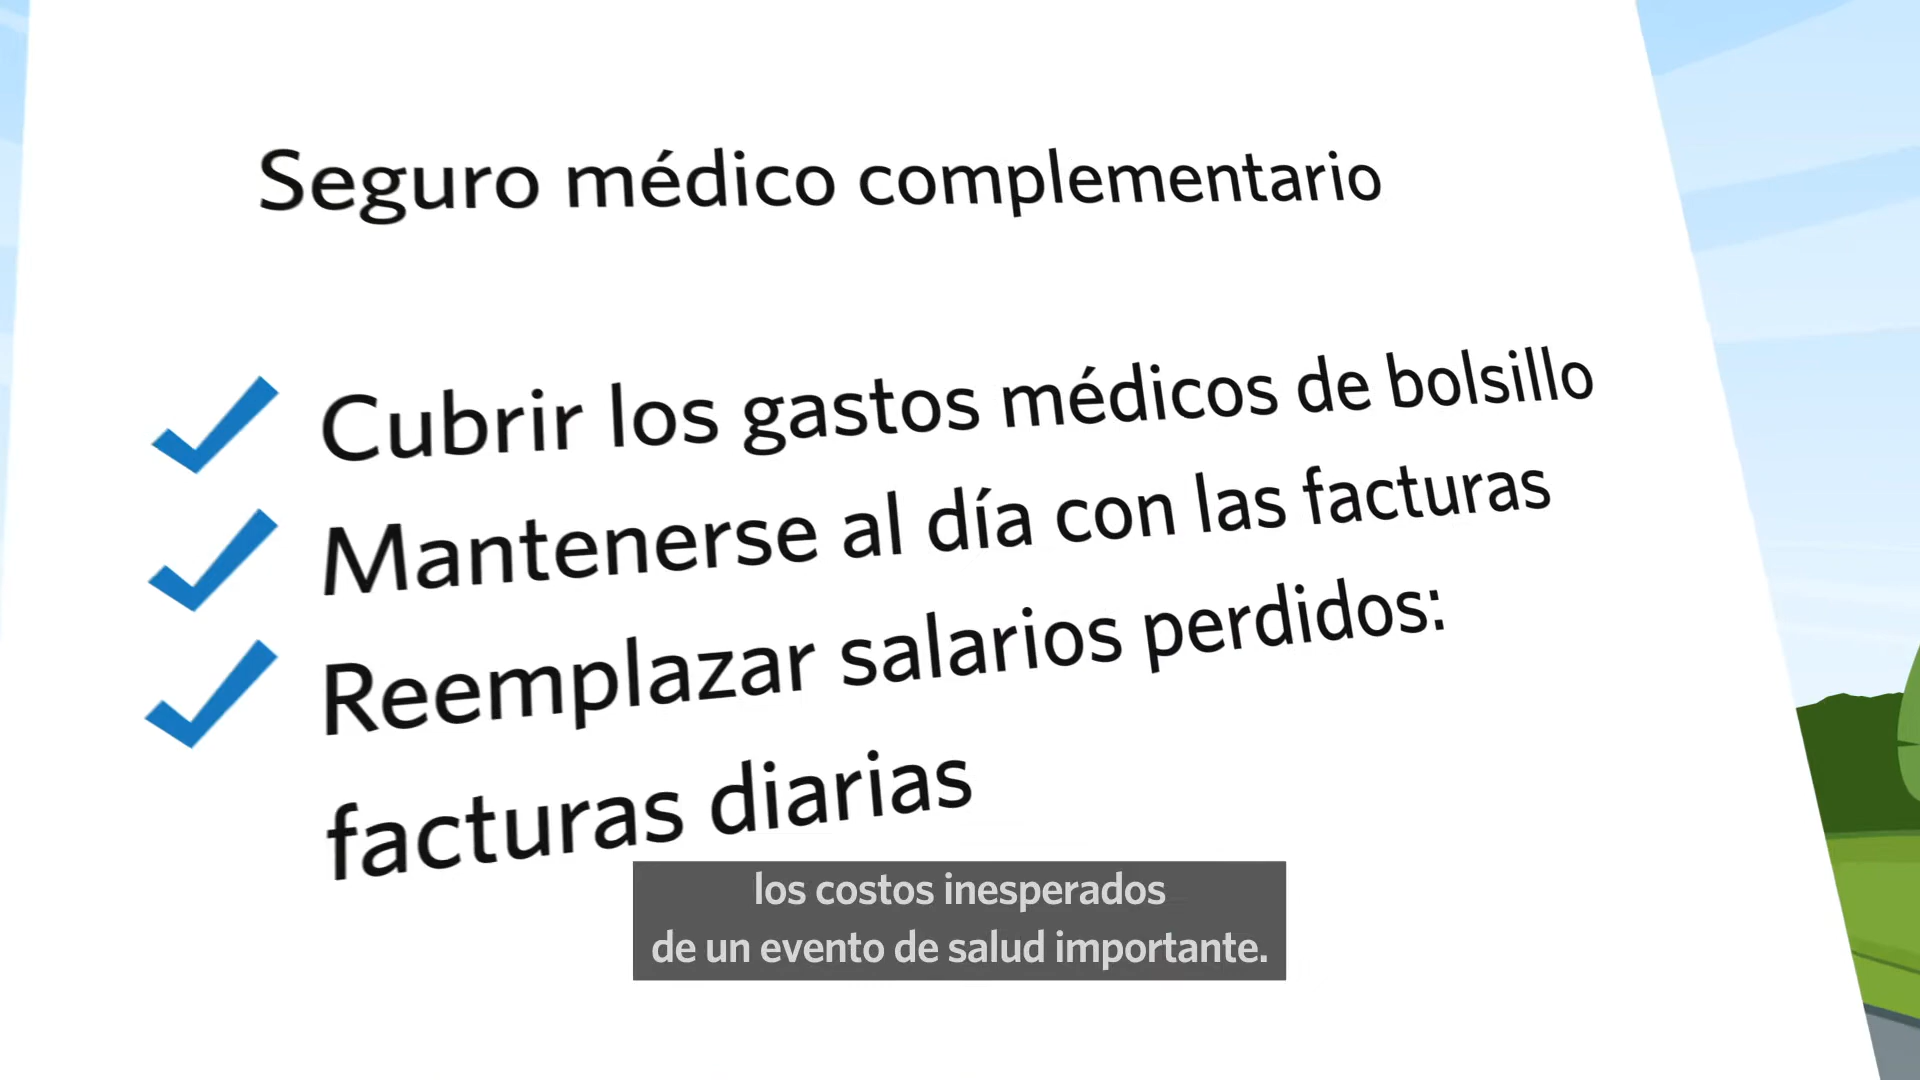 Seguro médico complementario
Cubrir los gastos médicos de bolsillo
Mantenerse al día con las facturas
Reemplazar salarios perdidos:
facturas diarias
los costos inesperados
de un evento de salud importante.